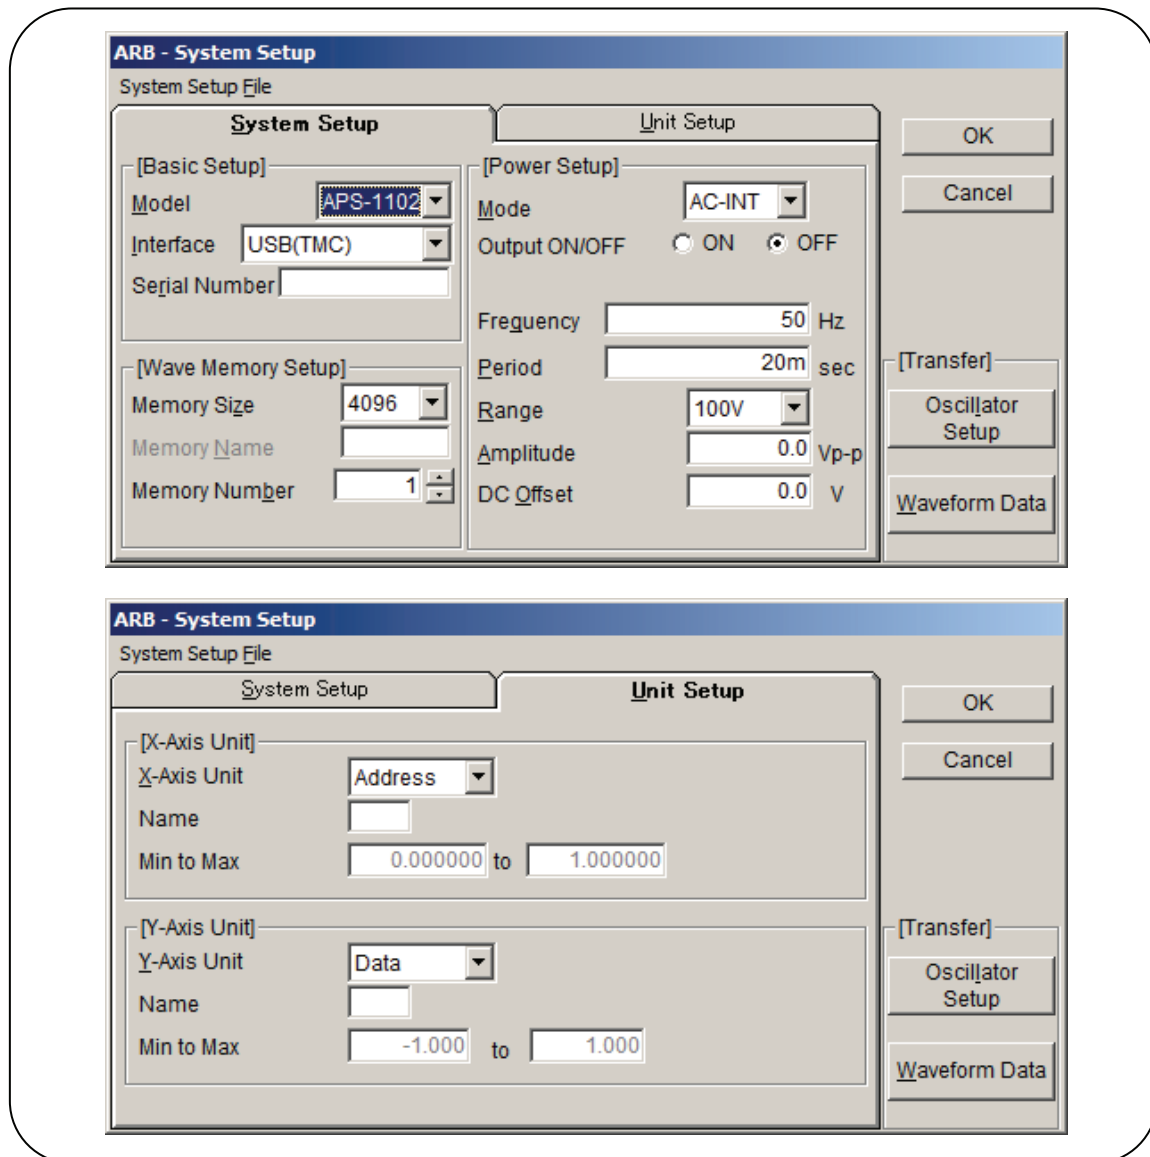 ARB - System Setup
System Setup File
System Setup
Unit Setup
[Basic Setup]
Model APS-1102
Interface USB(TMC)
Serial Number
[Wave Memory Setup]
Memory Size 4096
Memory Name
Memory Number 1
[Power Setup]
Mode AC-INT
Output ON/OFF ON OFF
Frequency 50 Hz
Period 20m sec
Range 100V
Amplitude 0.0 Vp-p
DC Offset 0.0 V
OK
Cancel
[Transfer]
Oscillator
Setup
Waveform Data
ARB - System Setup
System Setup File
System Setup
Unit Setup
[X-Axis Unit]
X-Axis Unit Address
Name
Min to Max 0.000000 to 1.000000
[Y-Axis Unit]
Y-Axis Unit Data
Name
Min to Max -1.000 to 1.000
OK
Cancel
[Transfer]
Oscillator
Setup
Waveform Data